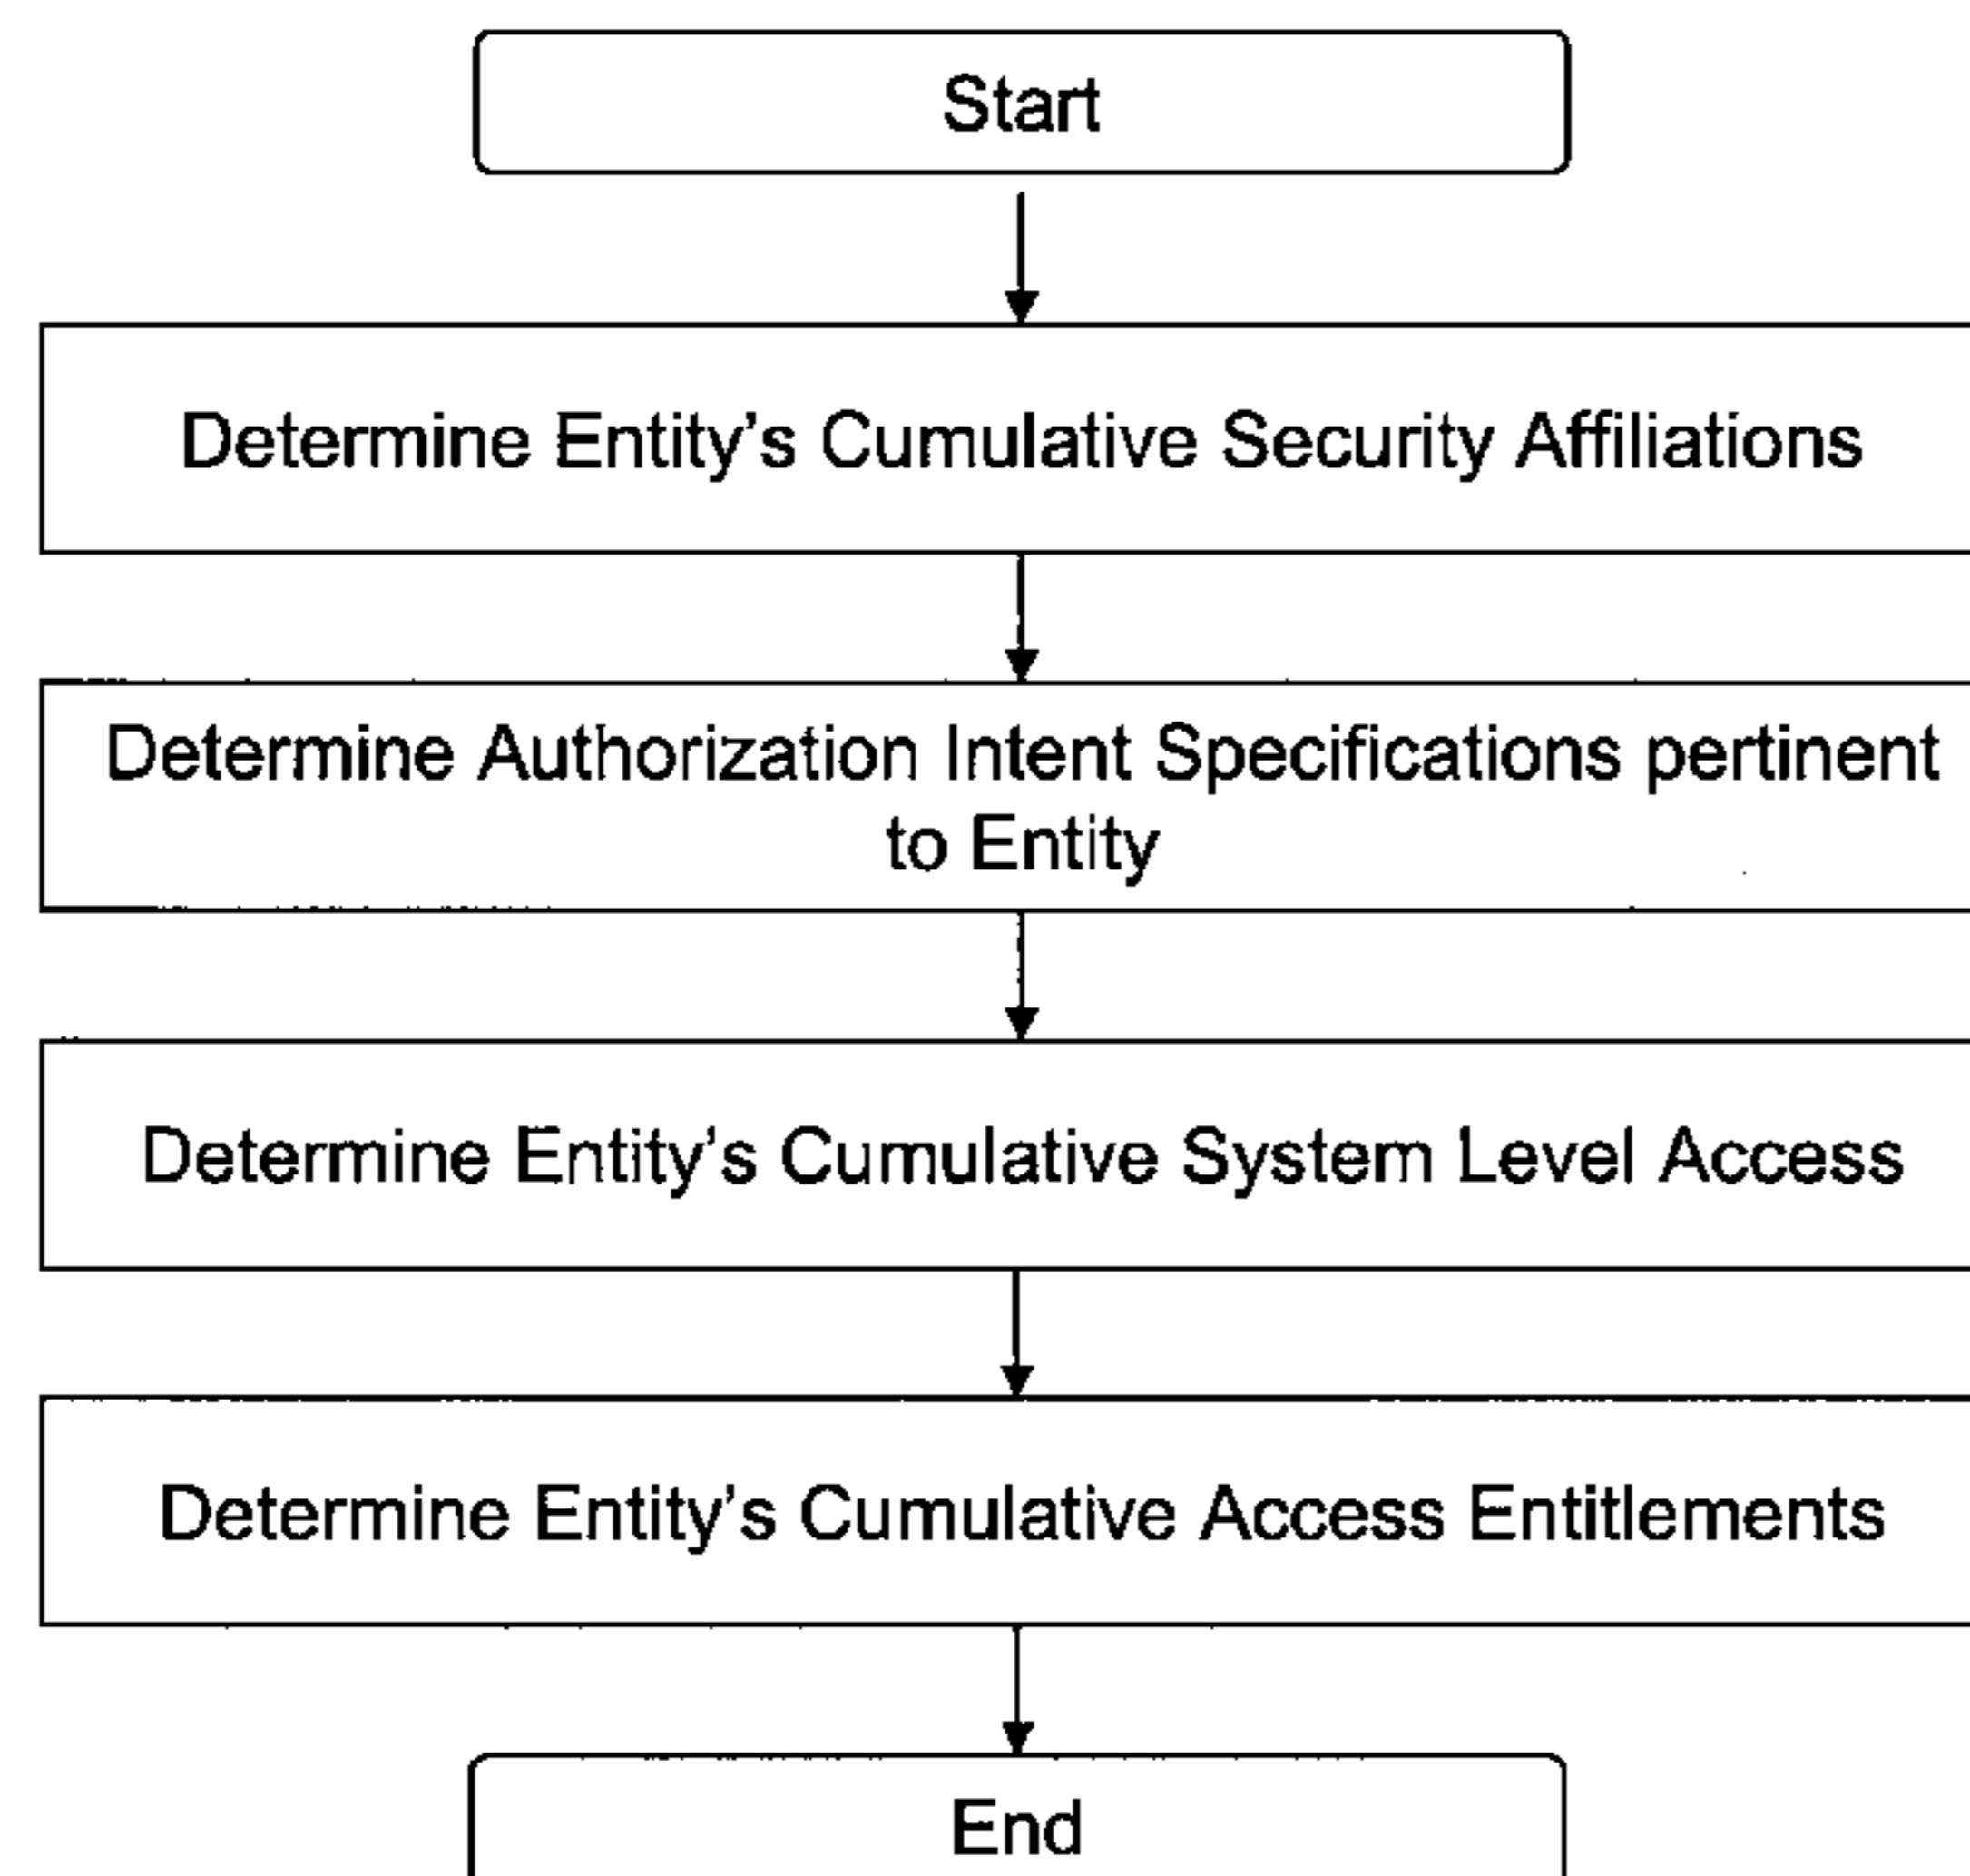 Start
Determine Entity's Cumulative Security Affiliations
Determine Authorization Intent Specifications pertinent
to Entity
Determine Entity's Cumulative System Level Access
Determine Entity's Cumulative Access Entitlements
End